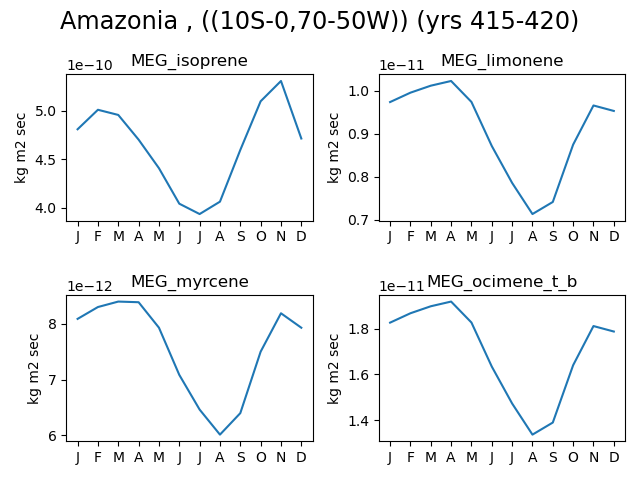 Amazonia , ((10S-0,70-50W)) (yrs 415-420)
1e−10 MEG_isoprene
kg m2 sec
5.0
4.5
4.0
J F M A M J J A S O N D
1e−11 MEG_limonene
kg m2 sec
1.0
0.9
0.8
0.7
J F M A M J J A S O N D
1e−12 MEG_myrcene
kg m2 sec
8
7
6
J F M A M J J A S O N D
1e−11 MEG_ocimene_t_b
kg m2 sec
1.8
1.6
1.4
J F M A M J J A S O N D